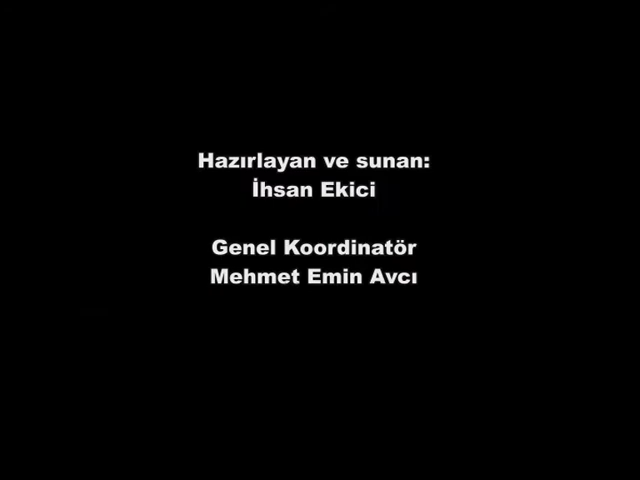 Hazırlayan ve sunan:
İhsan Ekici
Genel Koordinatör
Mehmet Emin Avcı